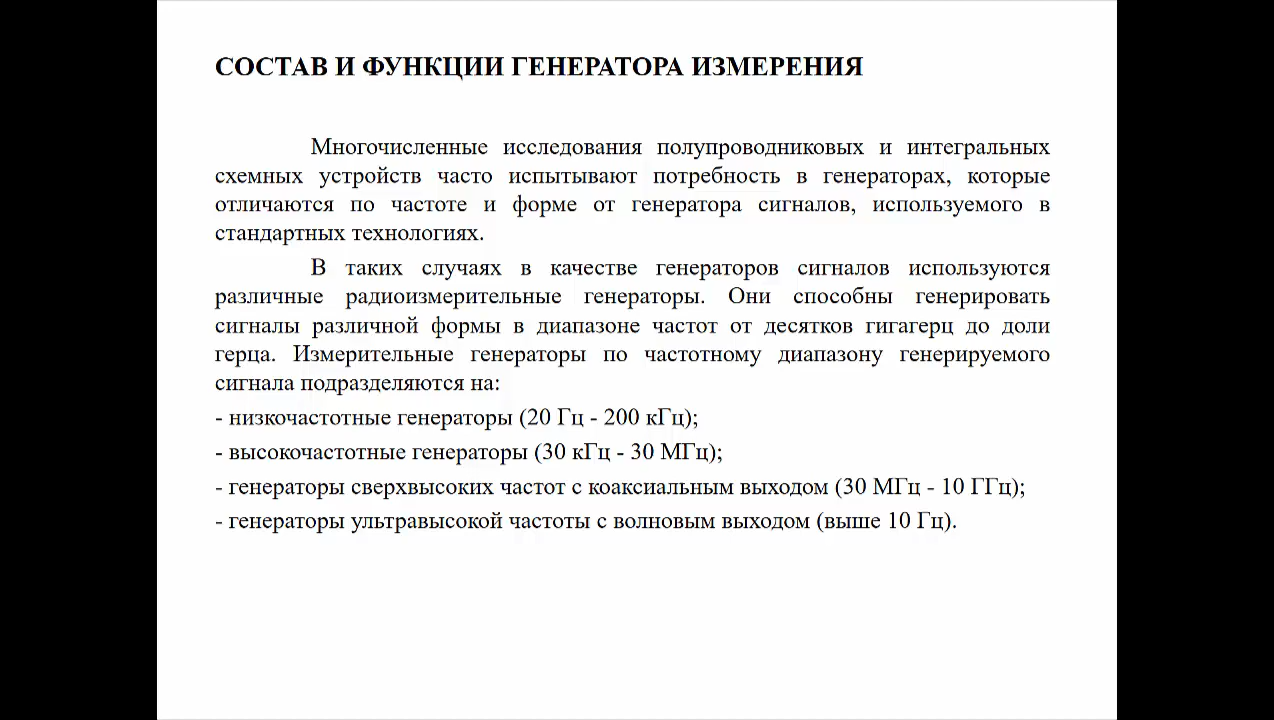 СОСТАВ И ФУНКЦИИ ГЕНЕРАТОРА ИЗМЕРЕНИЯ
Многочисленные исследования полупроводниковых и интегральных
схемных устройств часто испытывают потребность в генераторах, которые
отличаются по частоте и форме от генератора сигналов, используемого в
стандартных технологиях.
В таких случаях в качестве генераторов сигналов используются
различные радиоизмерительные генераторы. Они способны генерировать
сигналы различной формы в диапазоне частот от десятков гигагерц до доли
герца. Измерительные генераторы по частотному диапазону генерируемого
сигнала подразделяются на:
- низкочастотные генераторы (20 Гц - 200 кГц);
- высокочастотные генераторы (30 кГц - 30 МГц);
- генераторы сверхвысоких частот с коаксиальным выходом (30 МГц - 10 ГГц);
- генераторы ультравысокой частоты с волновым выходом (выше 10 Гц).